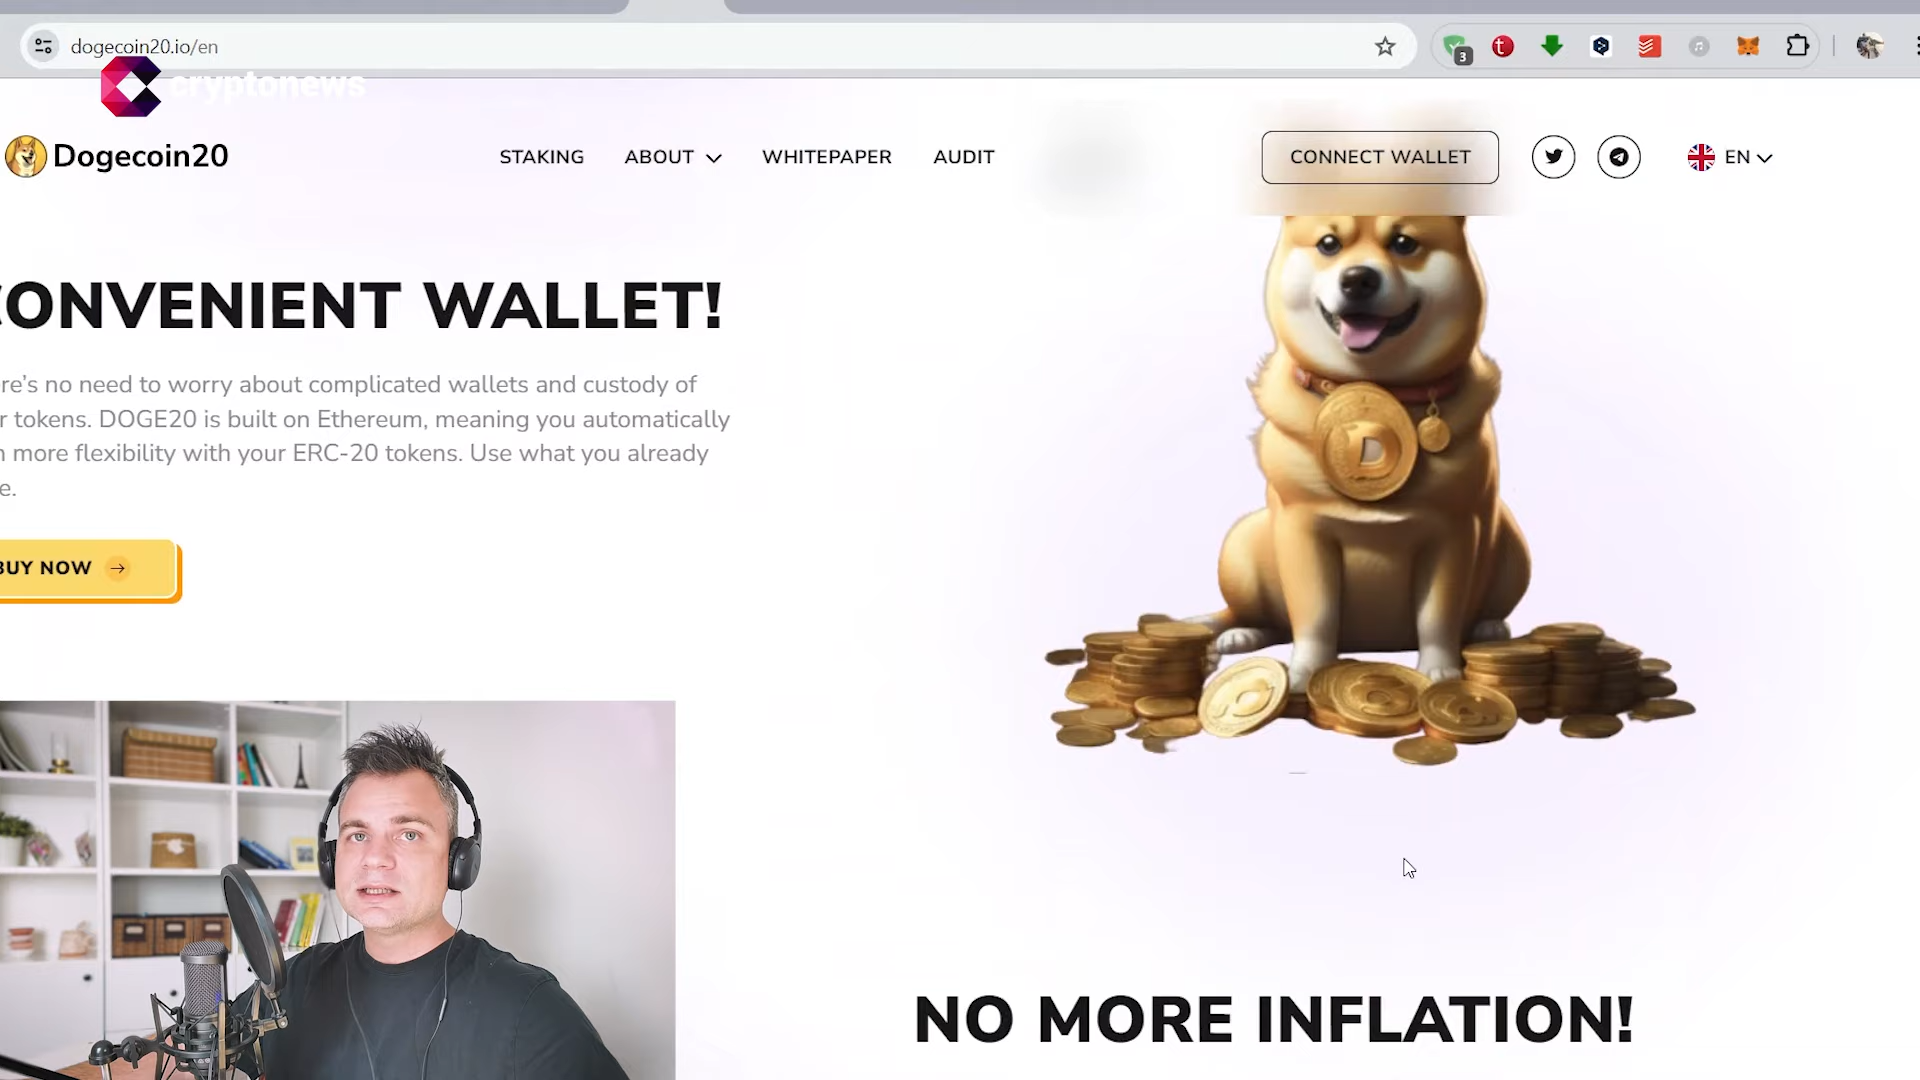 dogecoin20.io/en
3
cryptonews
Dogecoin20
STAKING
ABOUT
WHITEPAPER
AUDIT
CONNECT WALLET
EN
ONVENIENT WALLET!
re's no need to worry about complicated wallets and custody of
r tokens. DOGE20 is built on Ethereum, meaning you automatically
n more flexibility with your ERC-20 tokens. Use what you already
e.
BUY NOW
D
NO MORE INFLATION!